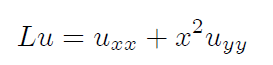 Lu = u_{xx} + x^2 u_{yy}